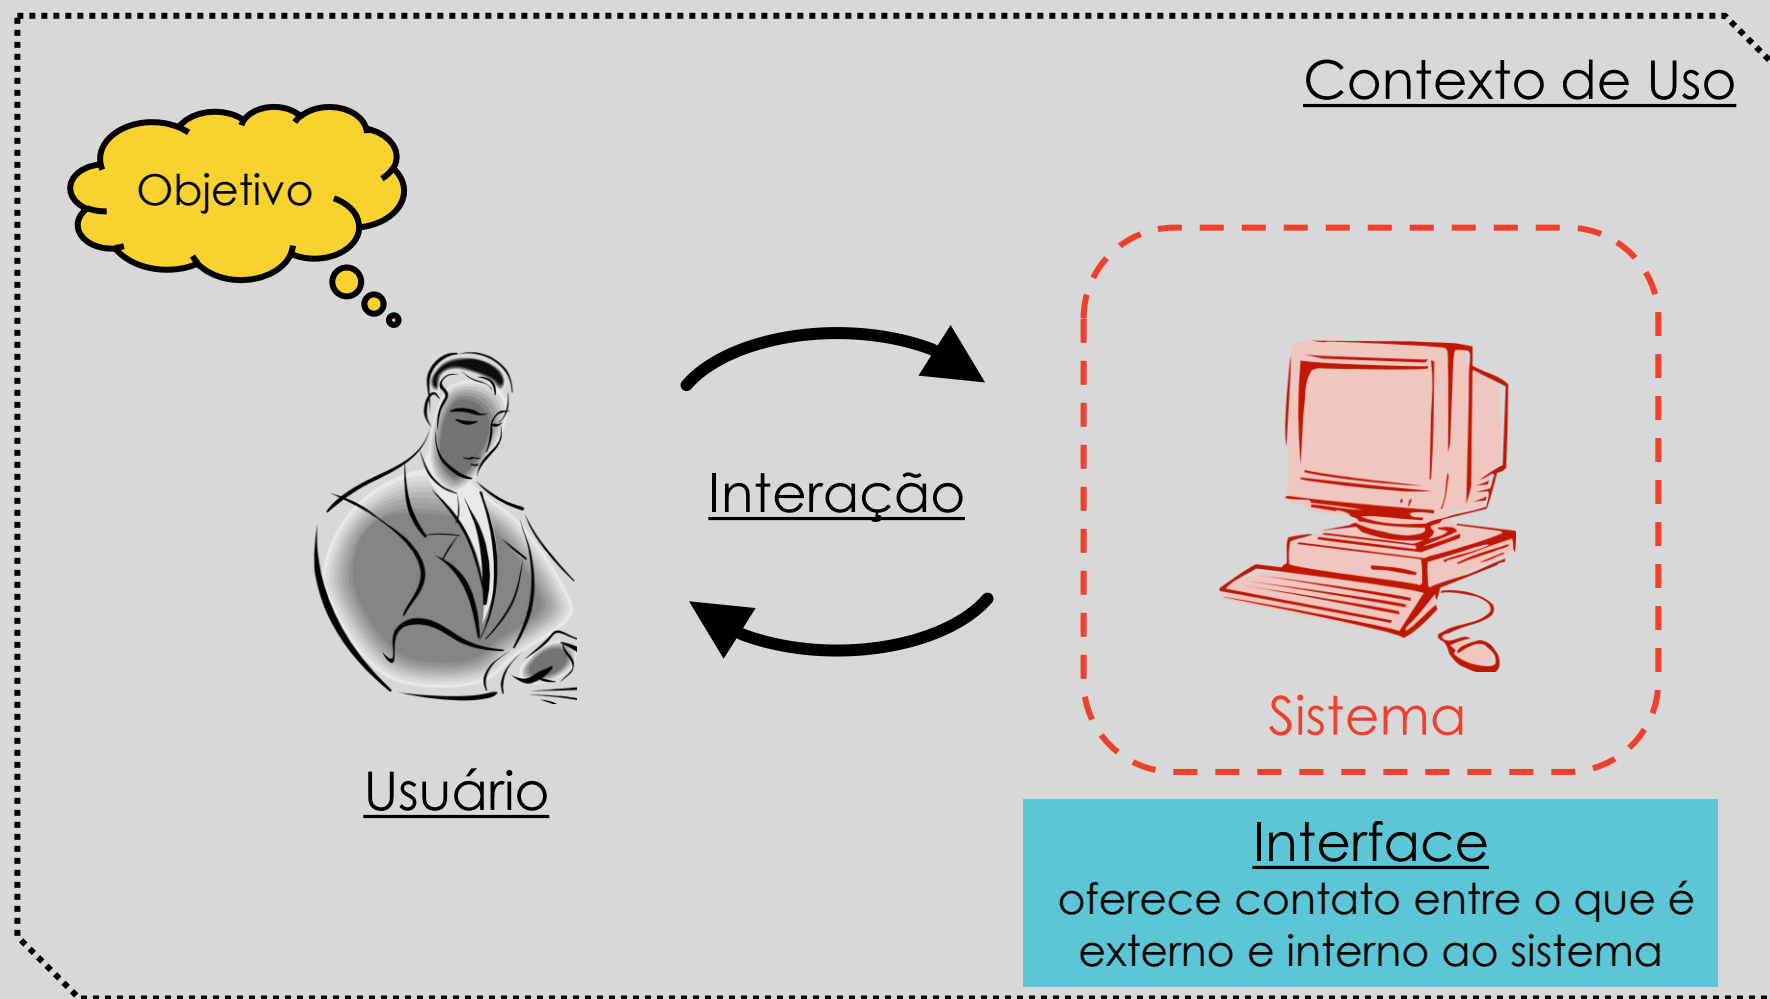 Contexto de Uso
Objetivo
Interação
Sistema
Usuário
Interface
oferece contato entre o que é
externo e interno ao sistema